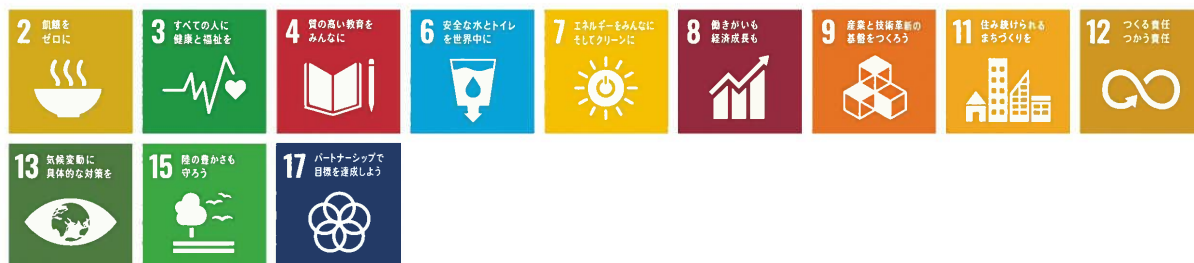 2 飢餓を
ゼロに
3 すべての人に
健康と福祉を
4 質の高い教育を
みんなに
6 安全な水とトイレ
を世界中に
7 エネルギーをみんなに
そしてクリーンに
8 働きがいも
経済成長も
9 産業と技術革新の
基盤をつくろう
11 住み続けられる
まちづくりを
12 つくる責任
つかう責任
13 気候変動に
具体的な対策を
15 陸の豊かさも
守ろう
17 パートナーシップで
目標を達成しよう